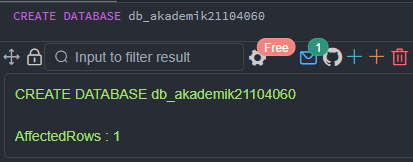 CREATE DATABASE db_akademik21104060
Input to filter result
Free
1
CREATE DATABASE db_akademik21104060
AffectedRows : 1